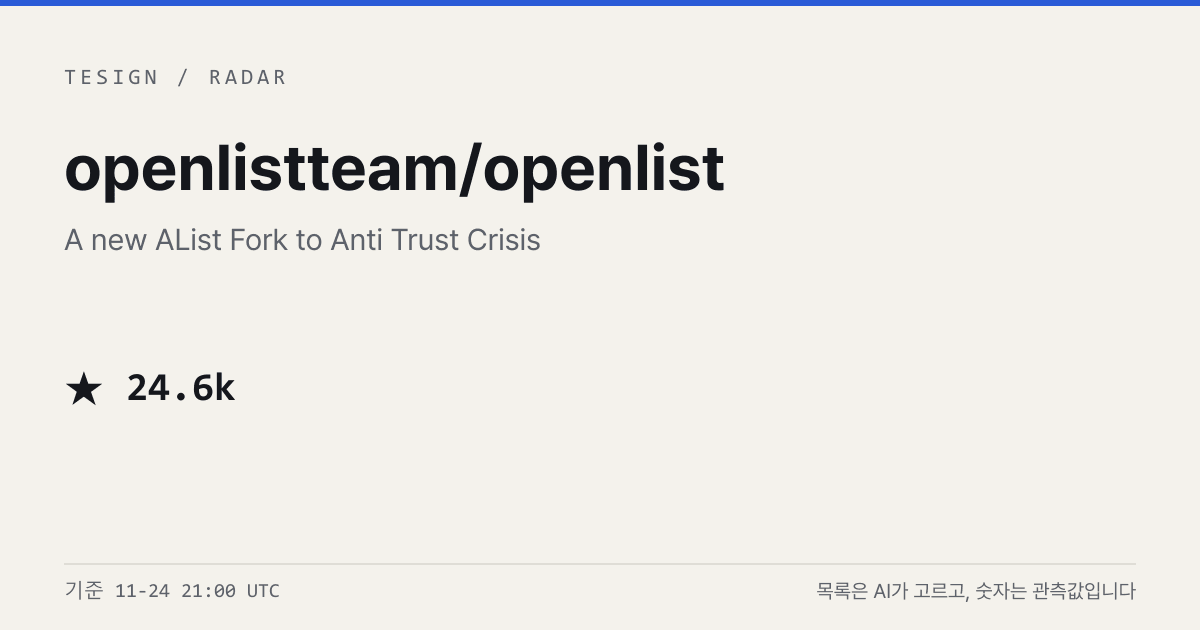 TESIGN / RADAR
openlistteam/openlist
A new AList Fork to Anti Trust Crisis
★ 24.6k
기준 11-24 21:00 UTC
목록은 AI가 고르고, 숫자는 관측값입니다